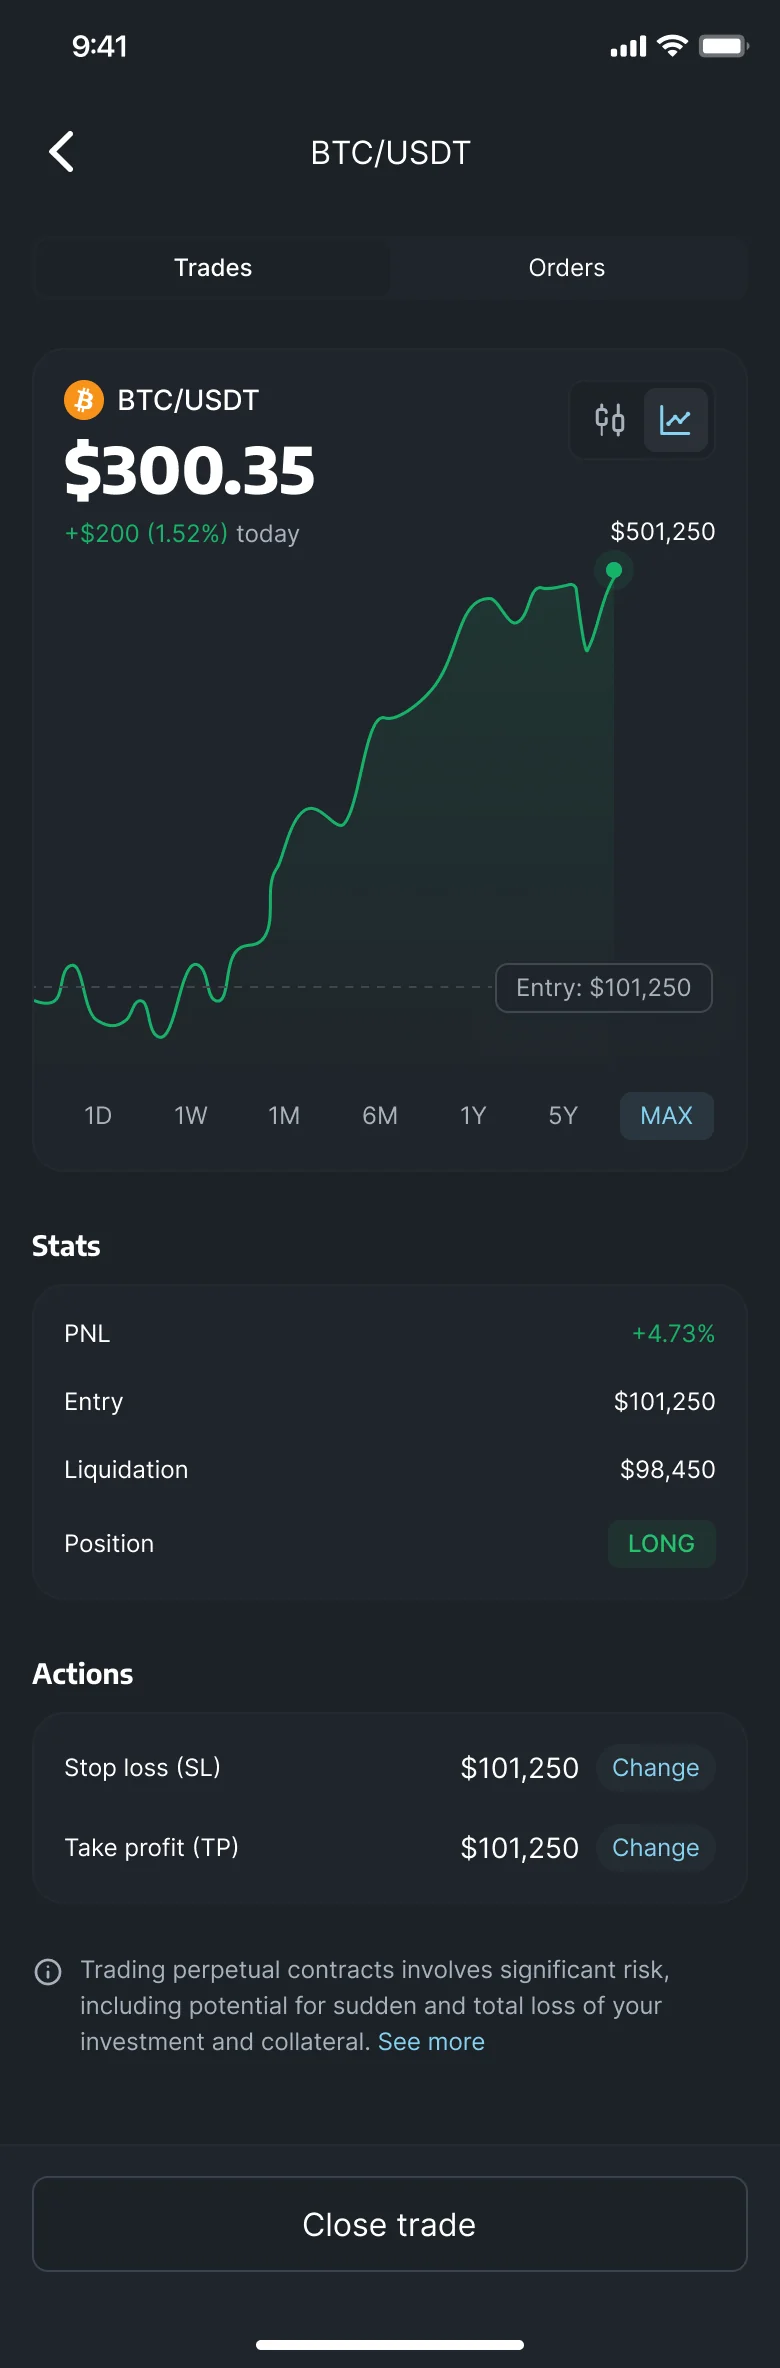 9:41
BTC/USDT
Trades Orders
BTC/USDT
$300.35
+$200 (1.52%) today
$501,250
Entry: $101,250
1D 1W 1M 6M 1Y 5Y MAX
Stats
PNL +4.73%
Entry $101,250
Liquidation $98,450
Position LONG
Actions
Stop loss (SL) $101,250 Change
Take profit (TP) $101,250 Change
Trading perpetual contracts involves significant risk,
including potential for sudden and total loss of your
investment and collateral. See more
Close trade